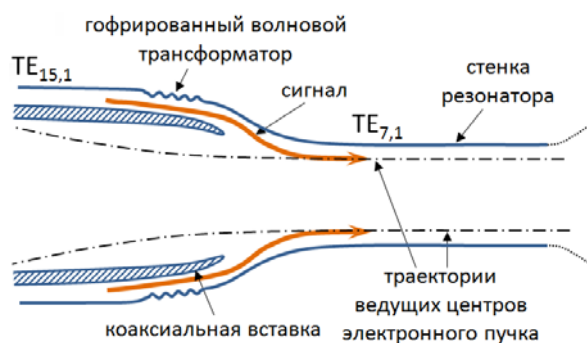 гофрированный волновой
трансформатор
TE15,1
сигнал
стенка
резонатора
TE7,1
траектории
ведущих центров
электронного пучка
коаксиальная вставка